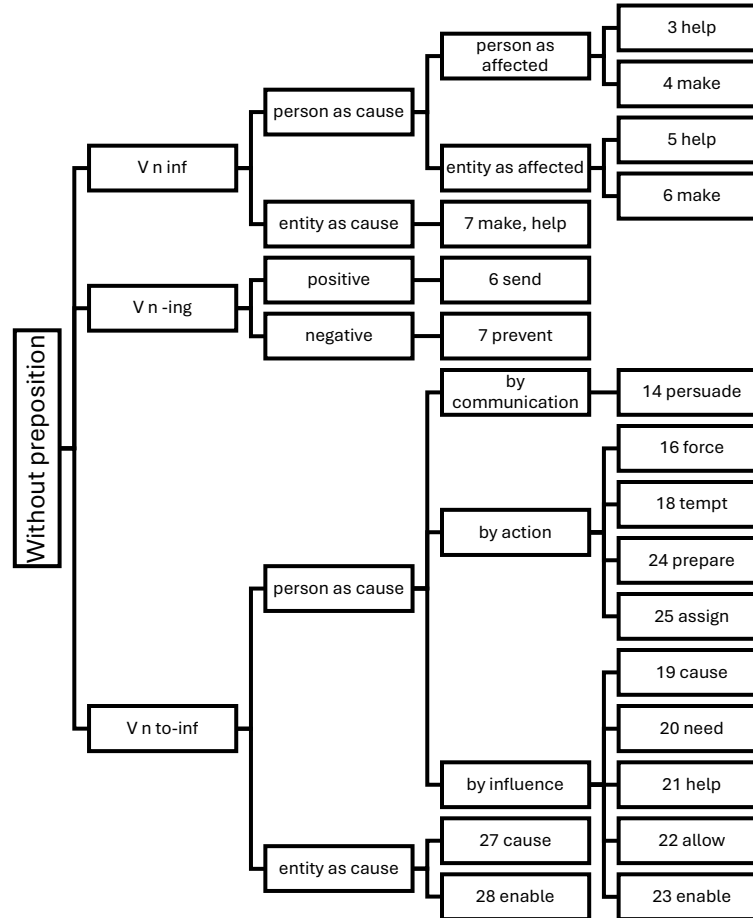 Without preposition
V n inf
person as cause
person as
affected
3 help
4 make
entity as affected
5 help
6 make
entity as cause
7 make, help
V n -ing
positive
6 send
negative
7 prevent
V n to-inf
person as cause
by
communication
14 persuade
by action
16 force
18 tempt
24 prepare
25 assign
by influence
19 cause
20 need
21 help
22 allow
23 enable
entity as cause
27 cause
28 enable